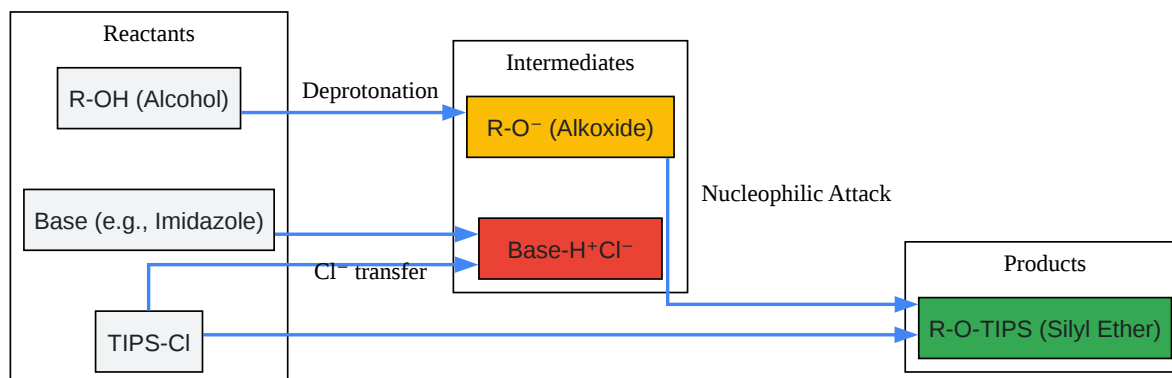 Reactants
R-OH (Alcohol)
Base (e.g., Imidazole)
TIPS-Cl
Deprotonation
Cl⁻ transfer
Intermediates
R-O⁻ (Alkoxide)
Base-H⁺Cl⁻
Nucleophilic Attack
Products
R-O-TIPS (Silyl Ether)